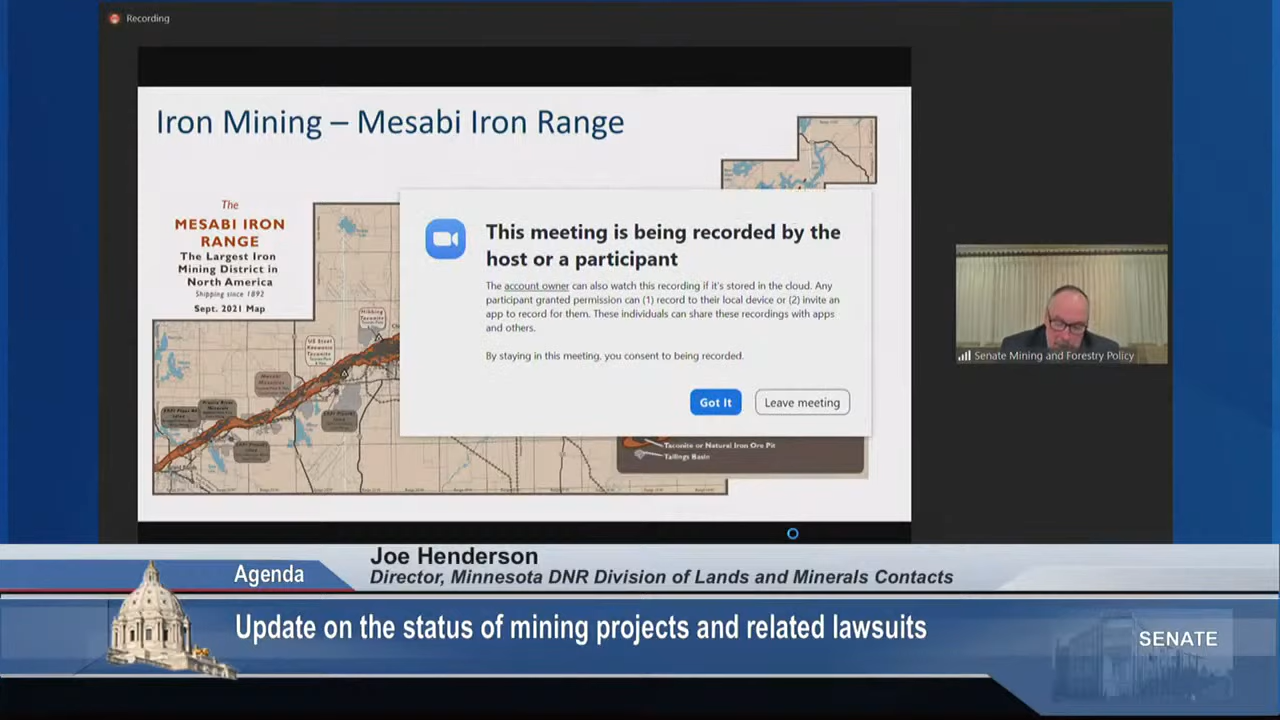 Recording
Iron Mining – Mesabi Iron Range
The
MESABI IRON
RANGE
The Largest Iron
Mining District in
North America
Shipping since 1892
Sept. 2021 Map
This meeting is being recorded by the
host or a participant
The account owner can also watch this recording if it's stored in the cloud. Any
participant granted permission can (1) record to their local device or (2) invite an
app to record for them. These individuals can share these recordings with apps
and others.
By staying in this meeting, you consent to being recorded.
Got It
Leave meeting
Hibbing
Taconite
US Steel
Keewatin
Taconite
Taconite or Natural Iron Ore Pit
Tailings Basin
Senate Mining and Forestry Policy
Joe Henderson
Director, Minnesota DNR Division of Lands and Minerals Contacts
Agenda
Update on the status of mining projects and related lawsuits
SENATE